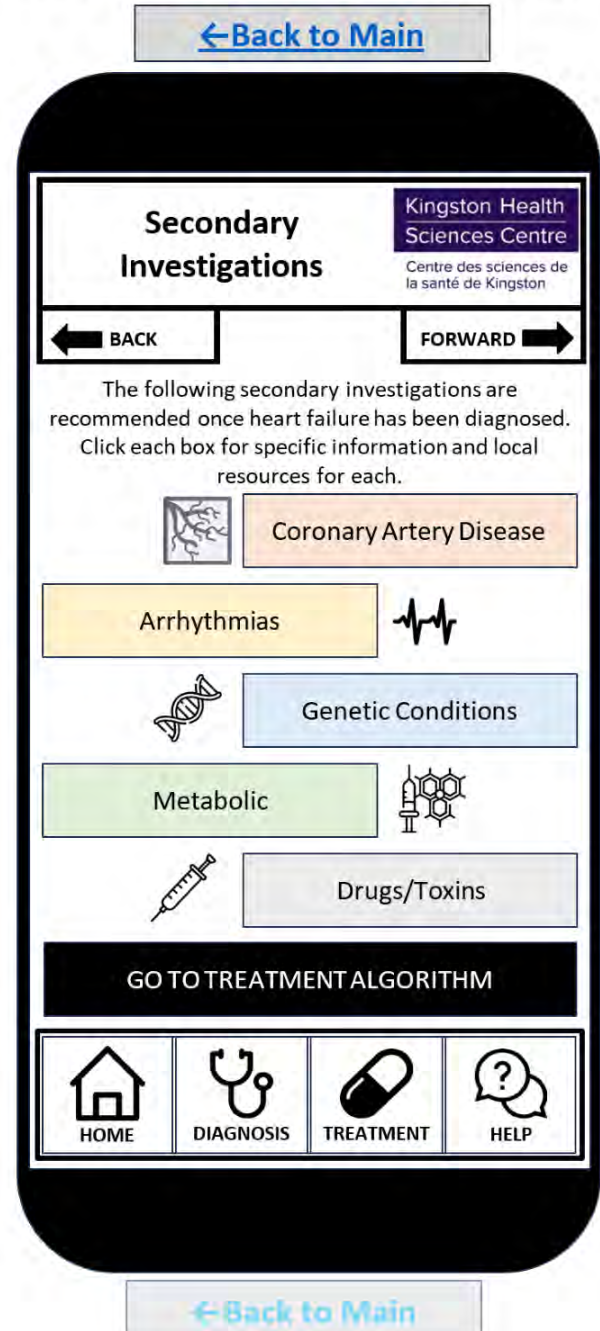 ←Back to Main
Secondary
Investigations
Kingston Health
Sciences Centre
Centre des sciences de
la santé de Kingston
BACK
FORWARD
The following secondary investigations are
recommended once heart failure has been diagnosed.
Click each box for specific information and local
resources for each.
Coronary Artery Disease
Arrhythmias
Genetic Conditions
Metabolic
Drugs/Toxins
GO TO TREATMENT ALGORITHM
HOME
DIAGNOSIS
TREATMENT
?
HELP
←Back to Main